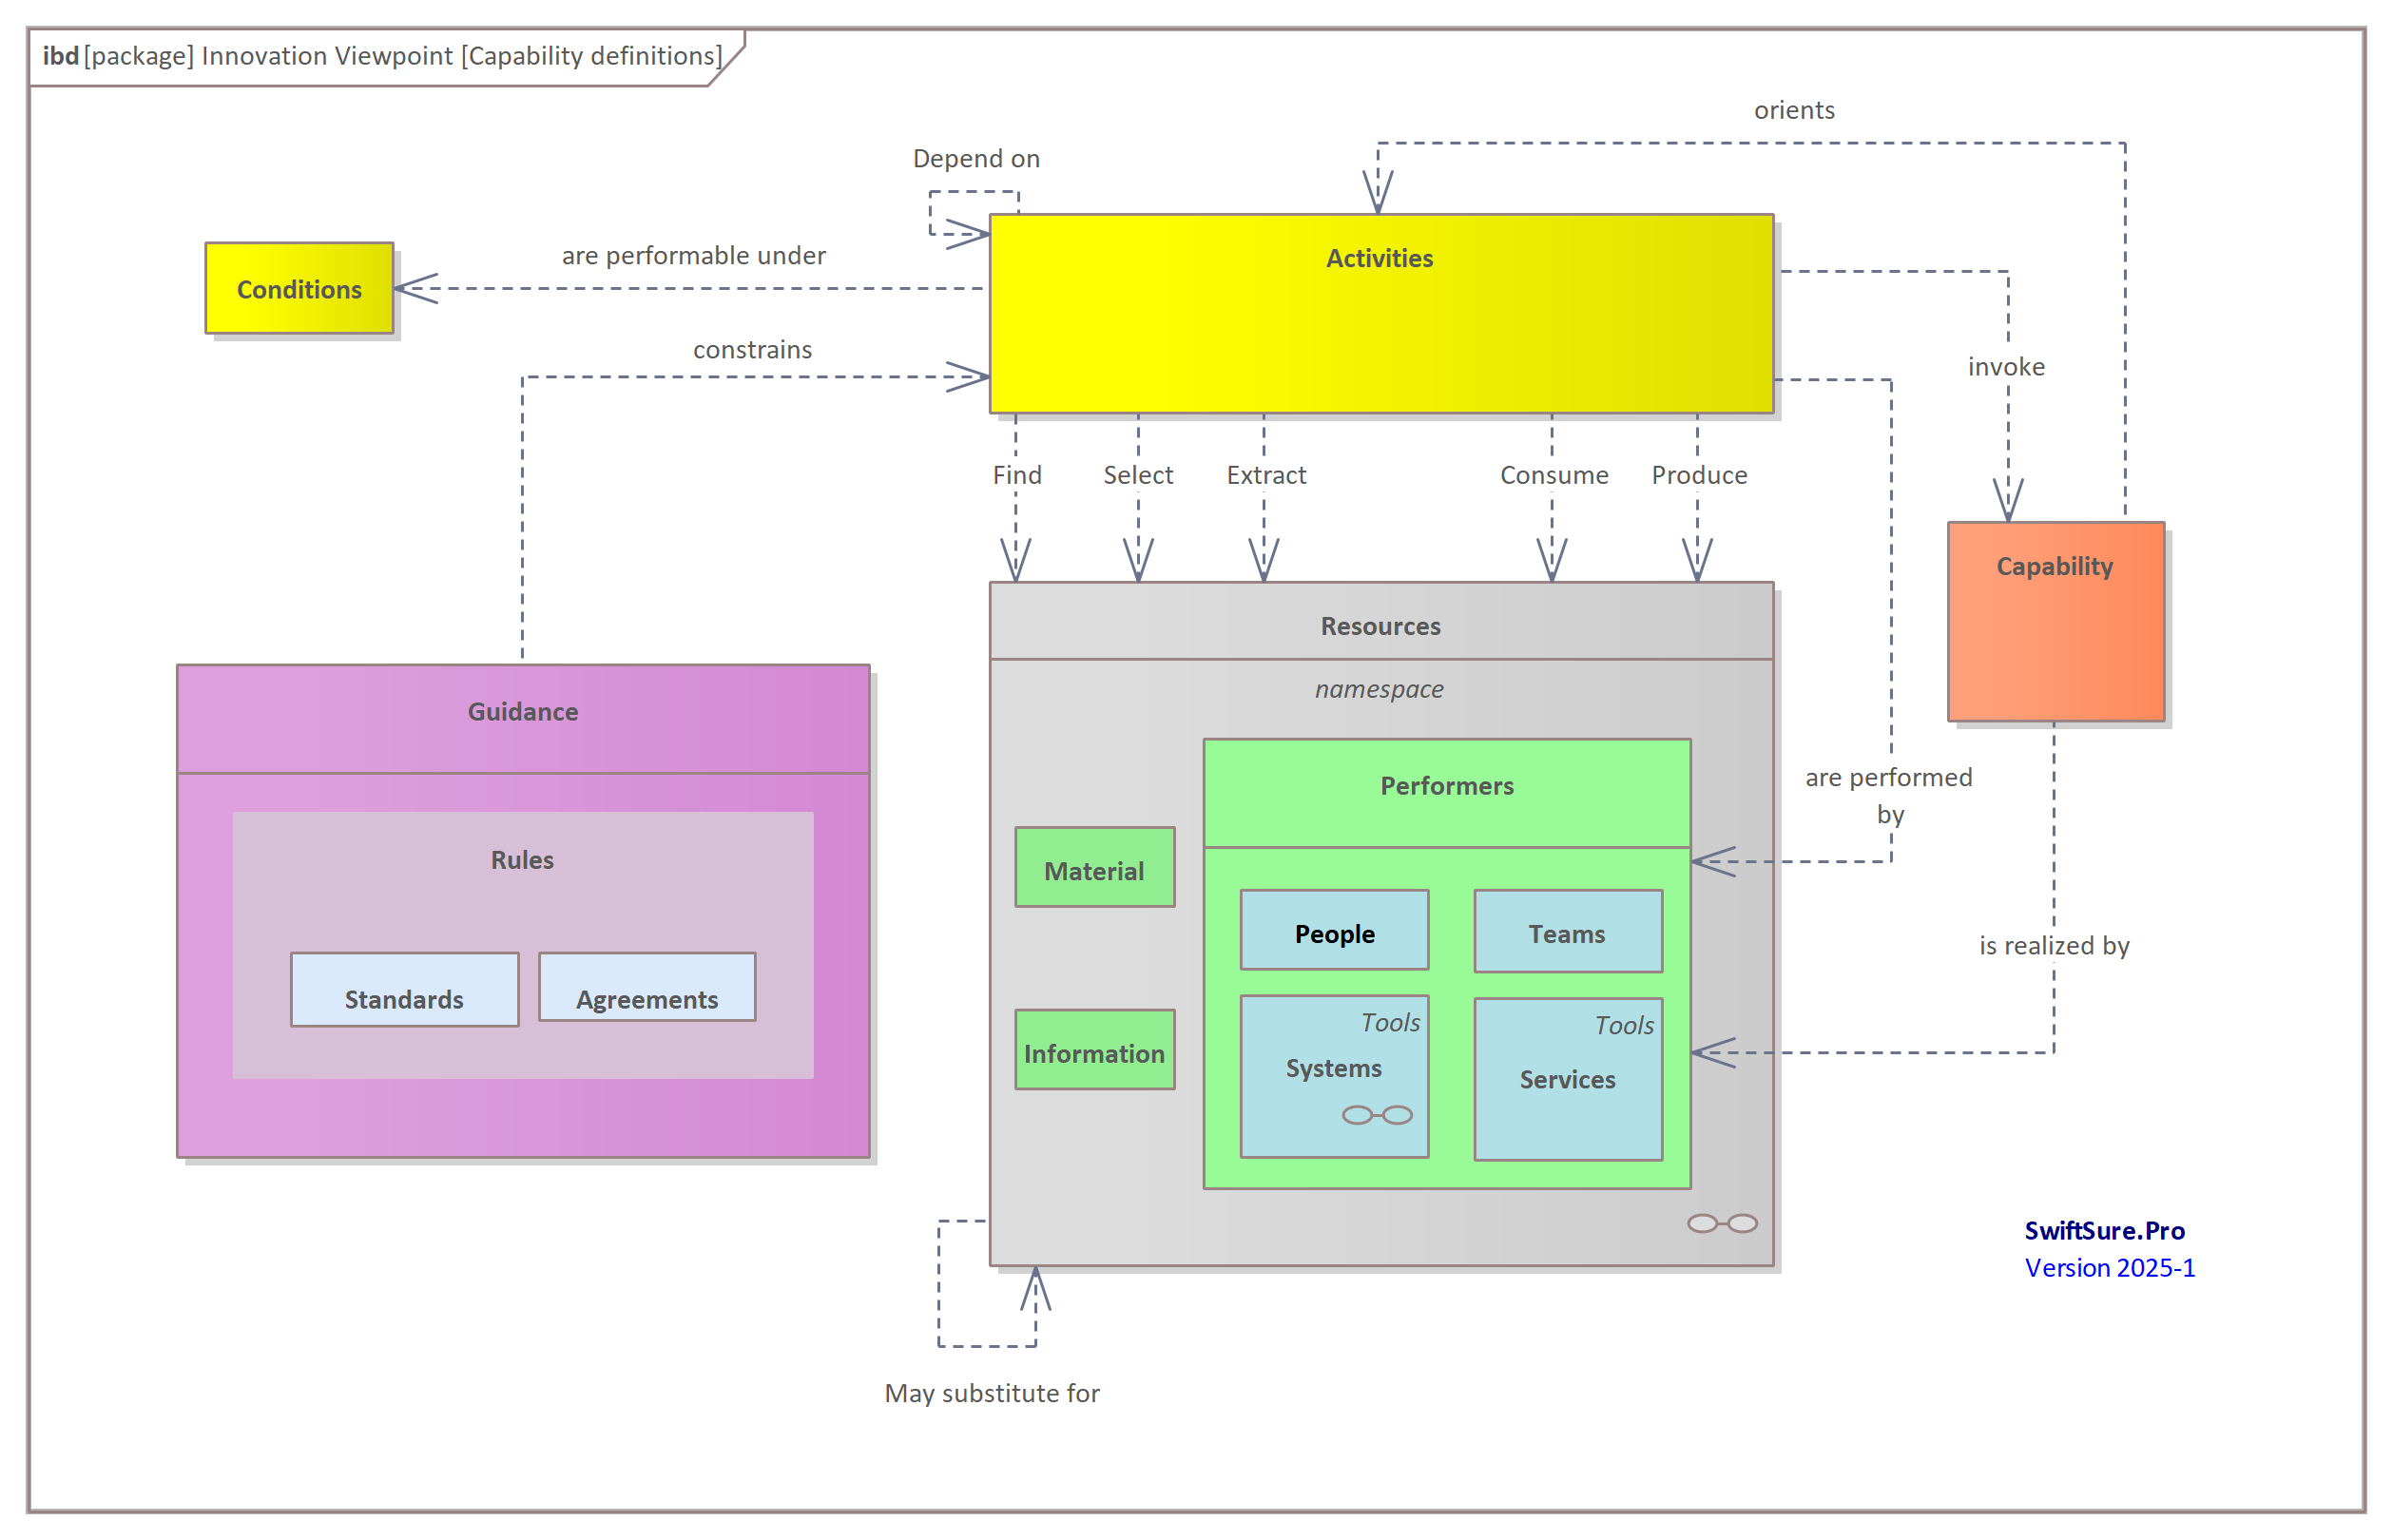 ibd [package] Innovation Viewpoint [Capability definitions]
orients
Depend on
Activities
are performable under
Conditions
constrains
invoke
Find
Select
Extract
Consume
Produce
Capability
Resources
namespace
Guidance
Performers
are performed
by
Rules
Material
People
Teams
is realized by
Standards
Agreements
Tools
Tools
Information
Systems
Services
SwiftSure.Pro
Version 2025-1
May substitute for